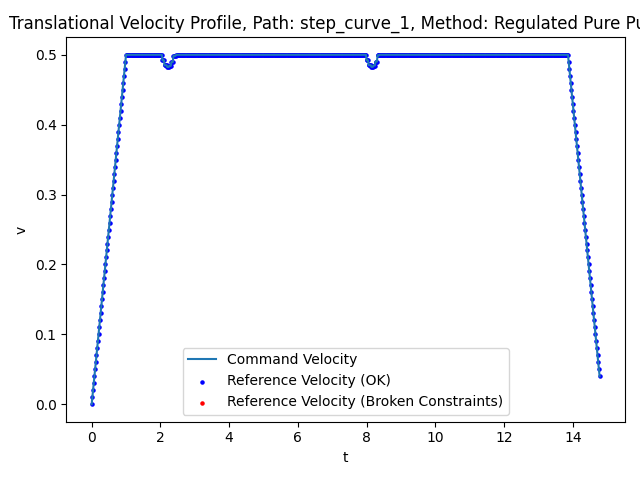 Translational Velocity Profile, Path: step_curve_1, Method: Regulated Pure Pu
0.5
0.4
0.3
0.2
0.1
0.0
v
Command Velocity
Reference Velocity (OK)
Reference Velocity (Broken Constraints)
0 2 4 6 8 10 12 14
t